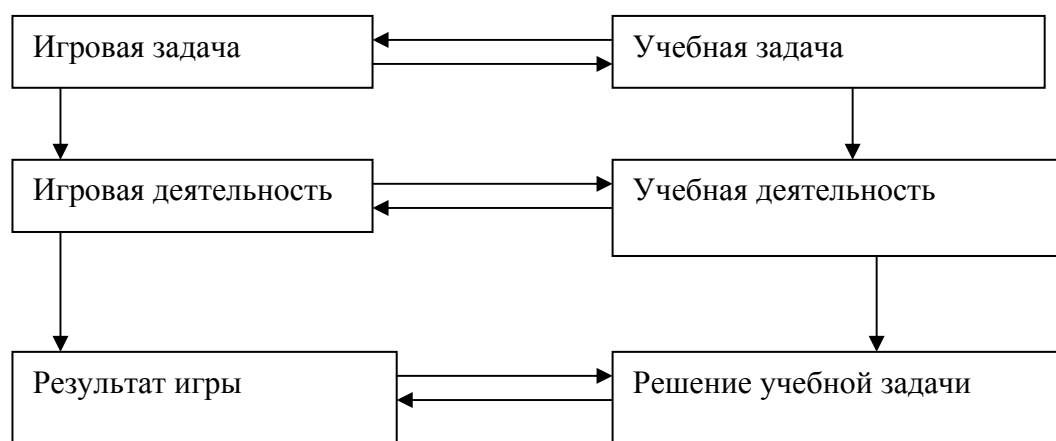 Игровая задача
Учебная задача
Игровая деятельность
Учебная деятельность
Результат игры
Решение учебной задачи